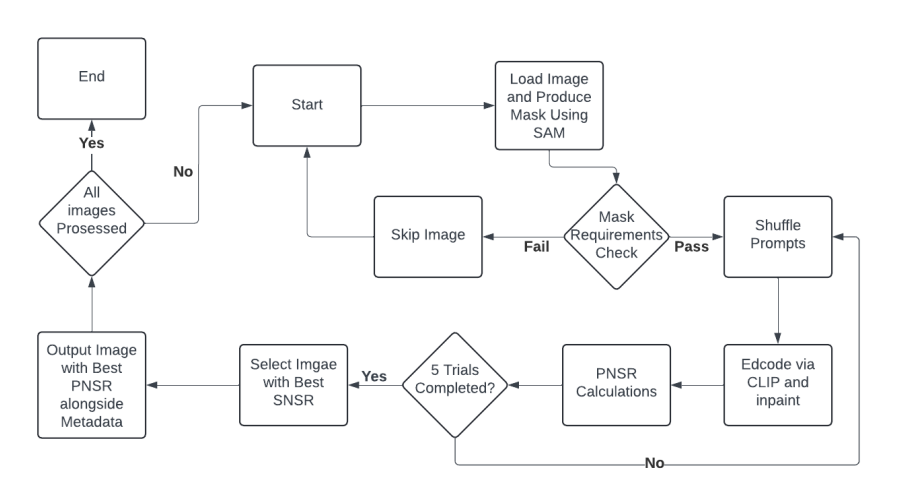 End
Yes
No
All
images
Prosessed
Start
Load Image
and Produce
Mask Using
SAM
Mask
Requirements
Check
Fail
Pass
Skip Image
Shuffle
Prompts
Edcode via
CLIP and
inpaint
PNSR
Calculations
5 Trials
Completed?
Yes
No
Select Imgae
with Best
SNSR
Output Image
with Best
PNSR
alongside
Metadata